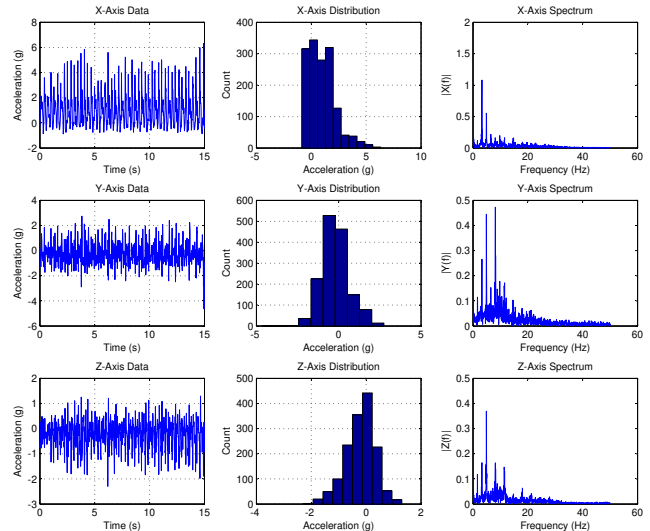 X-Axis Data
8
6
4
2
0
-2
0 5 10 15
Time (s)
Acceleration (g)
X-Axis Distribution
400
300
200
100
0
-5 0 5 10
Acceleration (g)
Count
X-Axis Spectrum
2
1.5
1
0.5
0
0 20 40 60
Frequency (Hz)
|X(f)|
Y-Axis Data
4
2
0
-2
-4
-6
0 5 10 15
Time (s)
Acceleration (g)
Y-Axis Distribution
600
500
400
300
200
100
0
-5 0 5
Acceleration (g)
Count
Y-Axis Spectrum
0.5
0.4
0.3
0.2
0.1
0
0 20 40 60
Frequency (Hz)
|Y(f)|
Z-Axis Data
2
1
0
-1
-2
-3
0 5 10 15
Time (s)
Acceleration (g)
Z-Axis Distribution
500
400
300
200
100
0
-4 -2 0 2
Acceleration (g)
Count
Z-Axis Spectrum
0.5
0.4
0.3
0.2
0.1
0
0 20 40 60
Frequency (Hz)
|Z(f)|